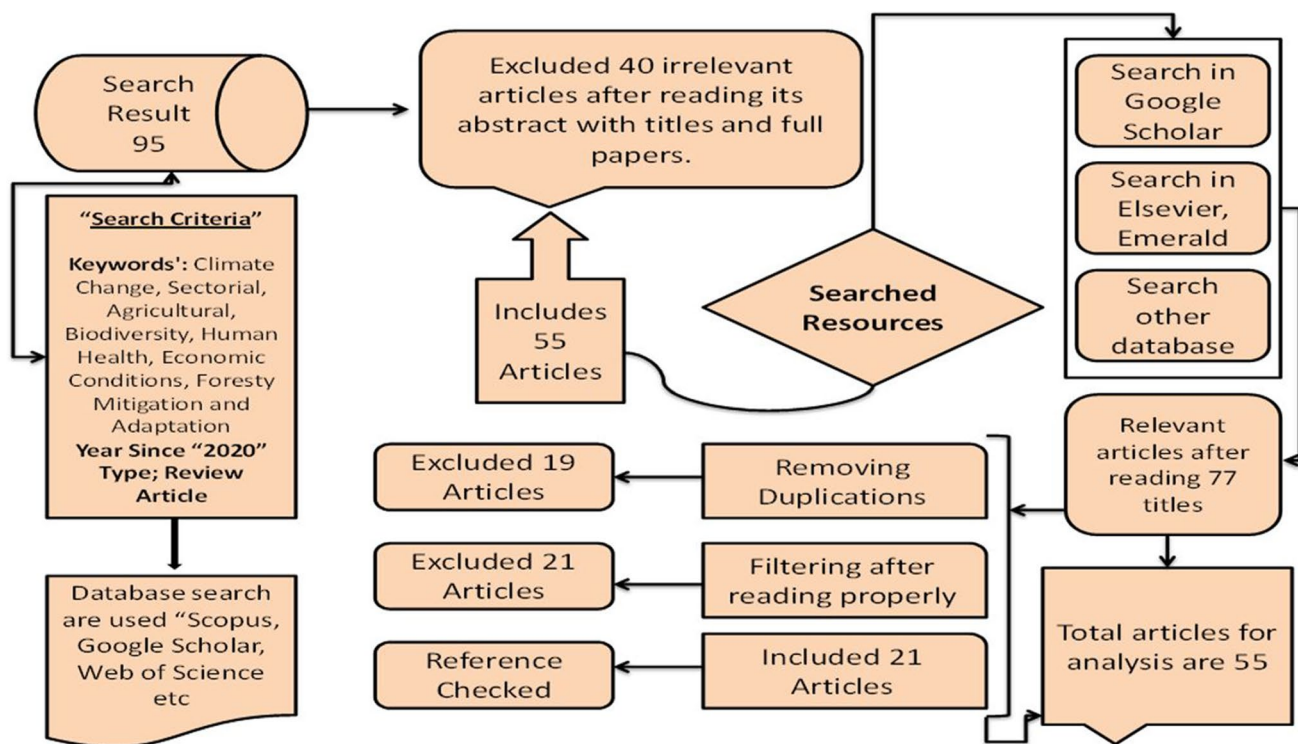 Search
Result
95
“Search Criteria”
Keywords': Climate
Change, Sectorial,
Agricultural,
Biodiversity, Human
Health, Economic
Conditions, Foresty
Mitigation and
Adaptation
Year Since “2020”
Type; Review
Article
Database search
are used “Scopus,
Google Scholar,
Web of Science
etc
Excluded 40 irrelevant
articles after reading its
abstract with titles and full
papers.
Includes
55
Articles
Searched
Resources
Search in
Google
Scholar
Search in
Elsevier,
Emerald
Search
other
database
Relevant
articles after
reading 77
titles
Removing
Duplications
Excluded 19
Articles
Filtering after
reading properly
Excluded 21
Articles
Included 21
Articles
Reference
Checked
Total articles for
analysis are 55